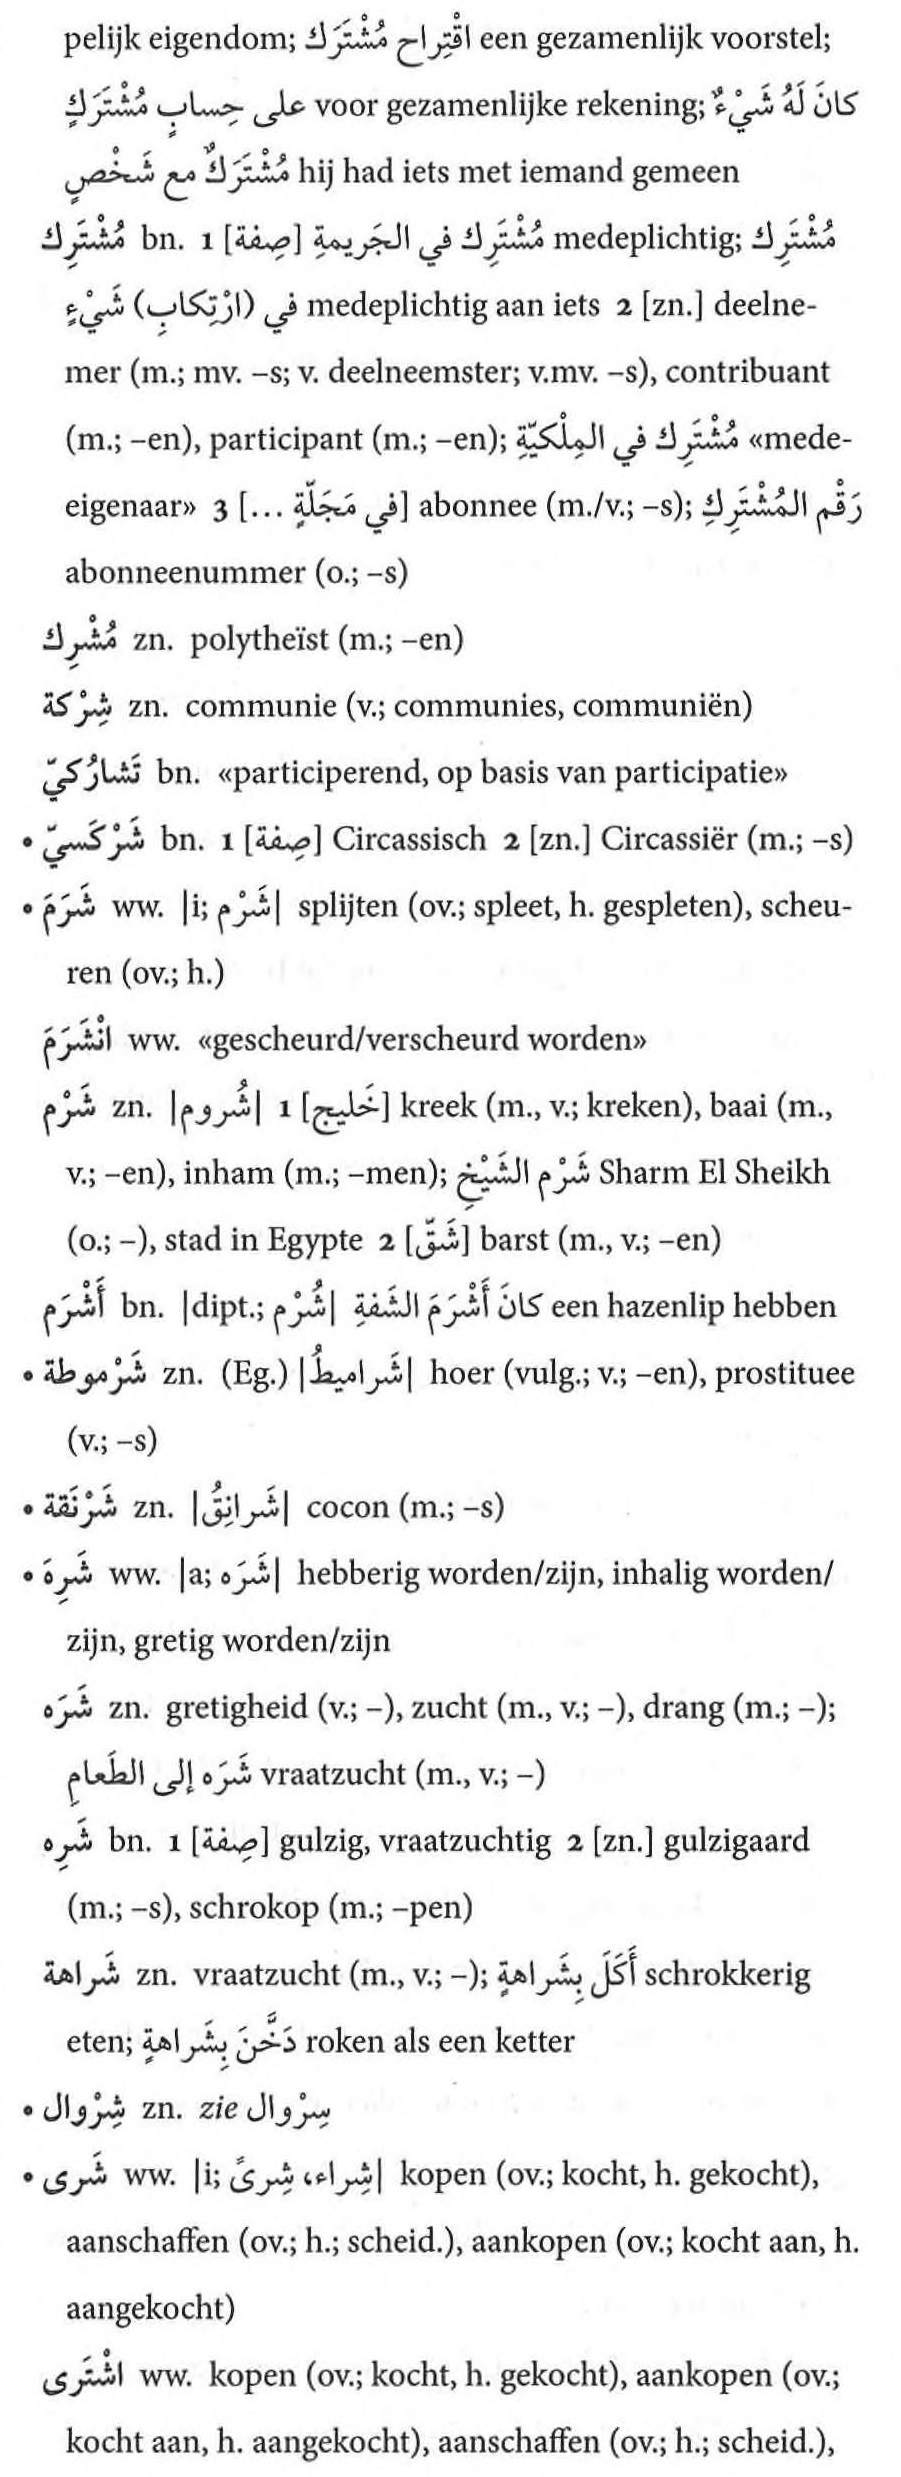 pelijk eigendom; اقْتِراح مُشْتَرَك een gezamenlijk voorstel;
على حِسابٍ مُشْتَرَكٍ voor gezamenlijke rekening; كانَ لَهُ شَيْءٌ
مُشْتَرَكٌ مع شَخْصٍ hij had iets met iemand gemeen
مُشْتَرِك bn. 1 [صِفة] مُشْتَرِك في الجَريمةِ medeplichtig; مُشْتَرِك
في (ارْتِكابِ) شَيْءٍ medeplichtig aan iets 2 [zn.] deelne-
mer (m.; mv. –s; v. deelneemster; v.mv. –s), contribuant
(m.; –en), participant (m.; –en); مُشْتَرِك في المِلْكيّةِ «mede-
eigenaar» 3 [في مَجَلّةٍ ...] abonnee (m./v.; –s); رَقْم المُشْتَرِكِ
abonneenummer (o.; –s)
مُشْرِك zn. polytheïst (m.; –en)
شِرْكة zn. communie (v.; communies, communiën)
تَشارُكيّ bn. «participerend, op basis van participatie»
• شَرْكَسيّ bn. 1 [صِفة] Circassisch 2 [zn.] Circassiër (m.; –s)
• شَرَمَ ww. |i; شَرْم| splijten (ov.; spleet, h. gespleten), scheu-
ren (ov.; h.)
انْشَرَمَ ww. «gescheurd/verscheurd worden»
شَرْم zn. |شُروم| 1 [خَليج] kreek (m., v.; kreken), baai (m.,
v.; –en), inham (m.; –men); شَرْم الشَيْخِ Sharm El Sheikh
(o.; –), stad in Egypte 2 [شَقّ] barst (m., v.; –en)
أَشْرَم bn. |dipt.; شُرْم| كانَ أَشْرَمَ الشَفةِ een hazenlip hebben
• شَرْموطة zn. (Eg.) |شَراميطُ| hoer (vulg.; v.; –en), prostituee
(v.; –s)
• شَرْنَقة zn. |شَرانِقُ| cocon (m.; –s)
• شَرِهَ ww. |a; شَرَه| hebberig worden/zijn, inhalig worden/
zijn, gretig worden/zijn
شَرَه zn. gretigheid (v.; –), zucht (m., v.; –), drang (m.; –);
شَرَه إلى الطَعامِ vraatzucht (m., v.; –)
شَرِه bn. 1 [صِفة] gulzig, vraatzuchtig 2 [zn.] gulzigaard
(m.; –s), schrokop (m.; –pen)
شَراهة zn. vraatzucht (m., v.; –); أَكَلَ بِشَراهةٍ schrokkerig
eten; دَخَّنَ بِشَراهةٍ roken als een ketter
• شِرْوال zn. zie سِرْوال
• شَرى ww. |i; شِراء، شِرىً| kopen (ov.; kocht, h. gekocht),
aanschaffen (ov.; h.; scheid.), aankopen (ov.; kocht aan, h.
aangekocht)
اشْتَرى ww. kopen (ov.; kocht, h. gekocht), aankopen (ov.;
kocht aan, h. aangekocht), aanschaffen (ov.; h.; scheid.),